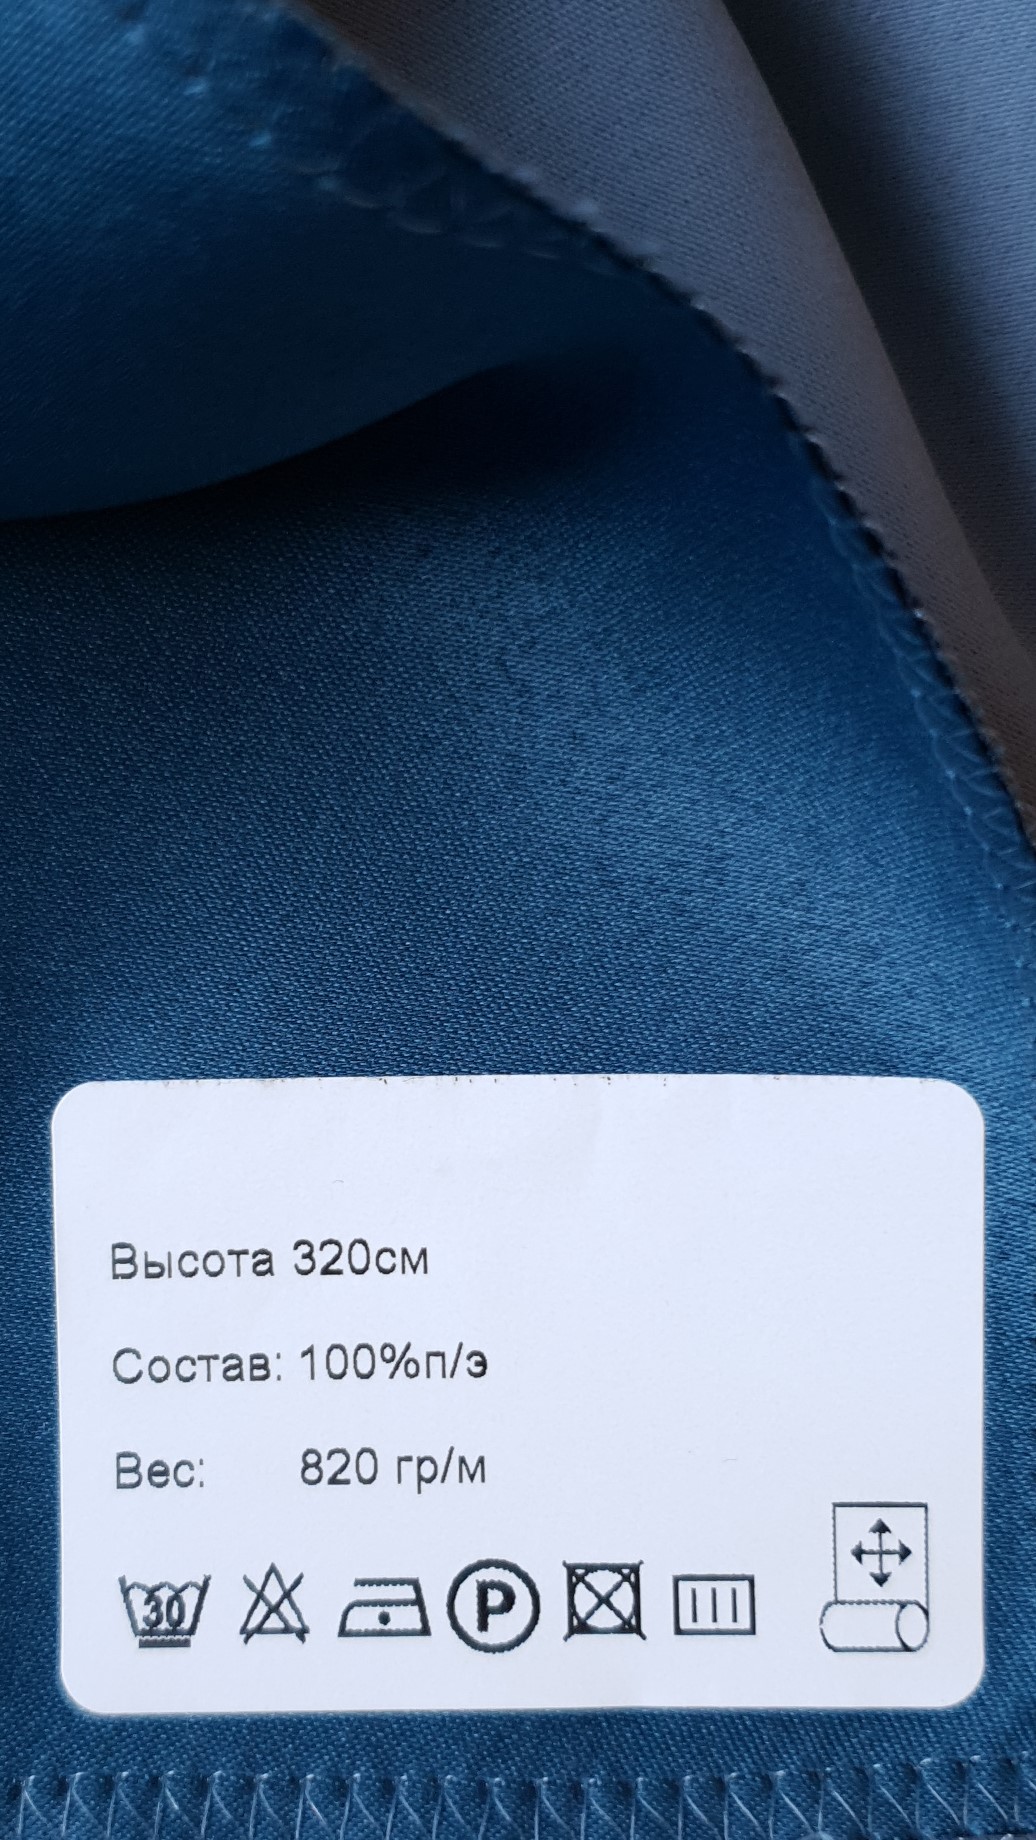 Высота 320см
Состав: 100%п/э
Вес: 820 гр/м
30 P